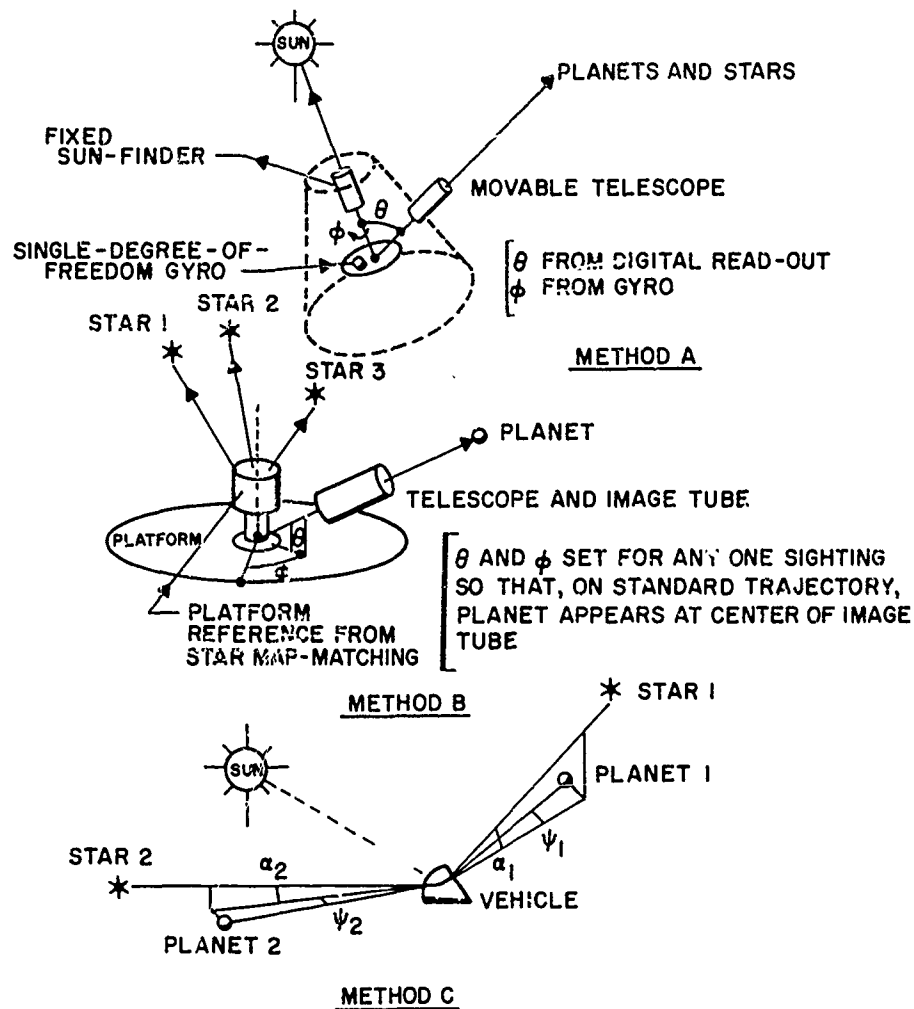 SUN
PLANETS AND STARS
FIXED
SUN-FINDER
MOVABLE TELESCOPE
θ
ϕ
SINGLE-DEGREE-OF-
FREEDOM GYRO
θ FROM DIGITAL READ-OUT
ϕ FROM GYRO
METHOD A
STAR 1
STAR 2
STAR 3
PLANET
TELESCOPE AND IMAGE TUBE
PLATFORM
θ
ϕ
θ AND ϕ SET FOR ANY ONE SIGHTING
SO THAT, ON STANDARD TRAJECTORY,
PLANET APPEARS AT CENTER OF IMAGE
TUBE
PLATFORM
REFERENCE FROM
STAR MAP-MATCHING
METHOD B
STAR 1
SUN
PLANET 1
ψ1
α1
STAR 2
α2
VEHICLE
ψ2
PLANET 2
METHOD C